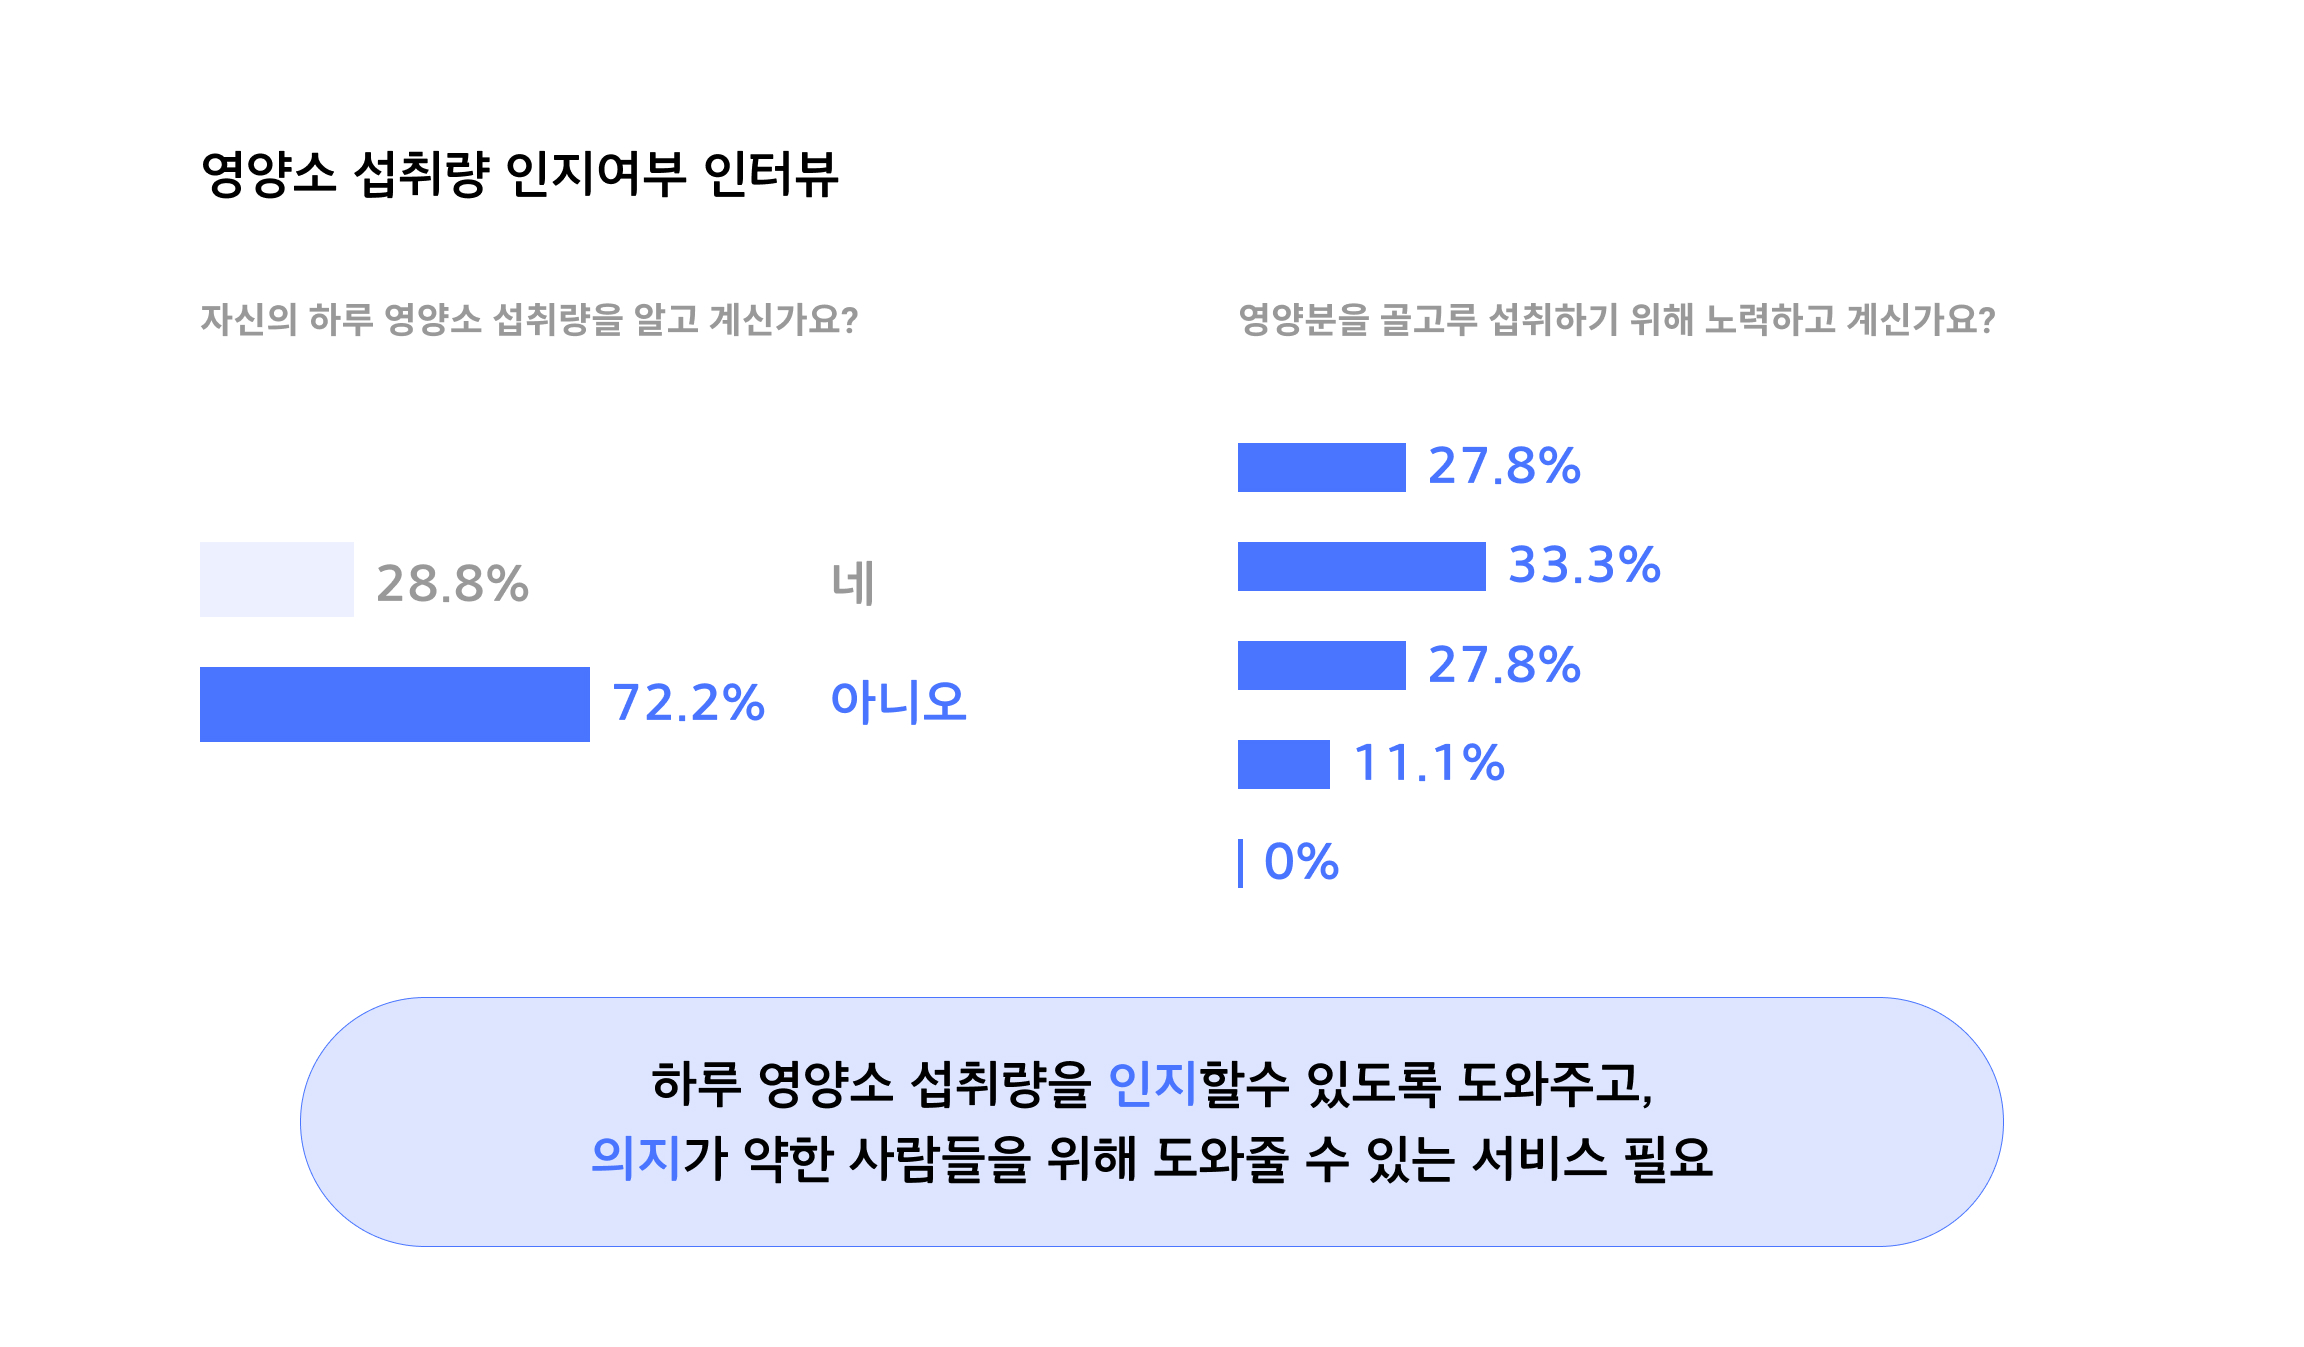 영양소 섭취량 인지여부 인터뷰
자신의 하루 영양소 섭취량을 알고 계신가요?
28.8% 네
72.2% 아니오
영양분을 골고루 섭취하기 위해 노력하고 계신가요?
27.8%
33.3%
27.8%
11.1%
0%
하루 영양소 섭취량을 인지할수 있도록 도와주고,
의지가 약한 사람들을 위해 도와줄 수 있는 서비스 필요